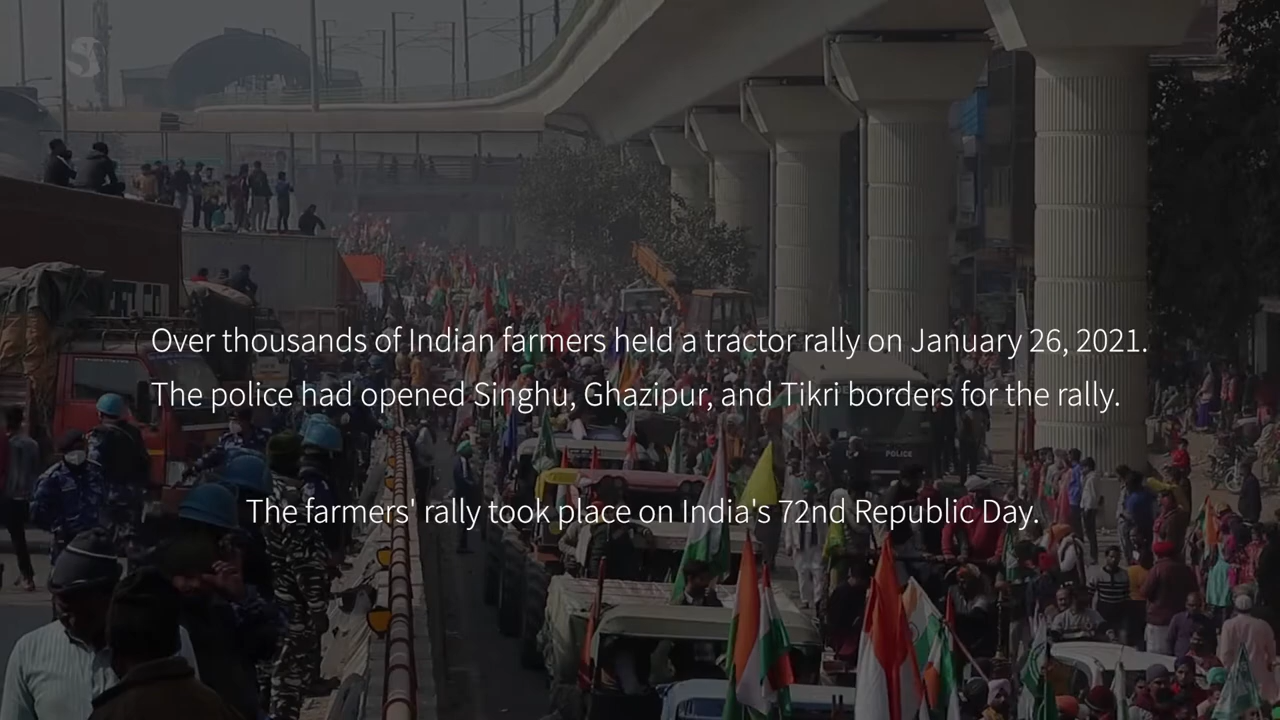 Over thousands of Indian farmers held a tractor rally on January 26, 2021.
The police had opened Singhu, Ghazipur, and Tikri borders for the rally.
POLICE
The farmers' rally took place on India's 72nd Republic Day.